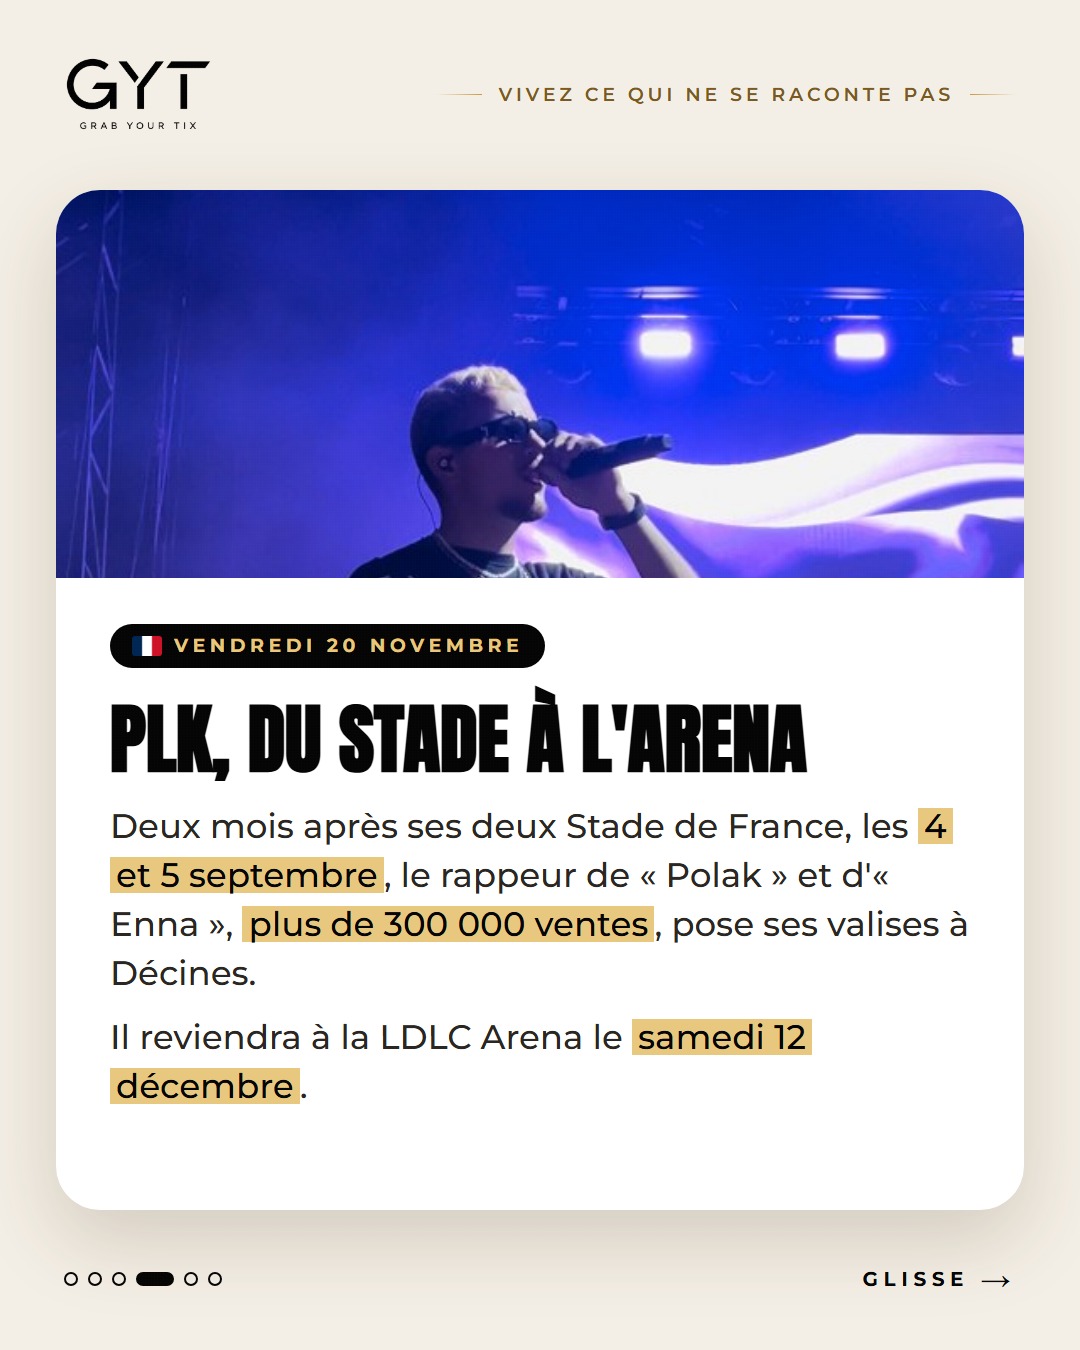 GYT
GRAB YOUR TIX
VIVEZ CE QUI NE SE RACONTE PAS
VENDREDI 20 NOVEMBRE
PLK, DU STADE À L'ARENA
Deux mois après ses deux Stade de France, les 4
et 5 septembre, le rappeur de « Polak » et d'«
Enna », plus de 300 000 ventes, pose ses valises à
Décines.
Il reviendra à la LDLC Arena le samedi 12
décembre.
GLISSE →